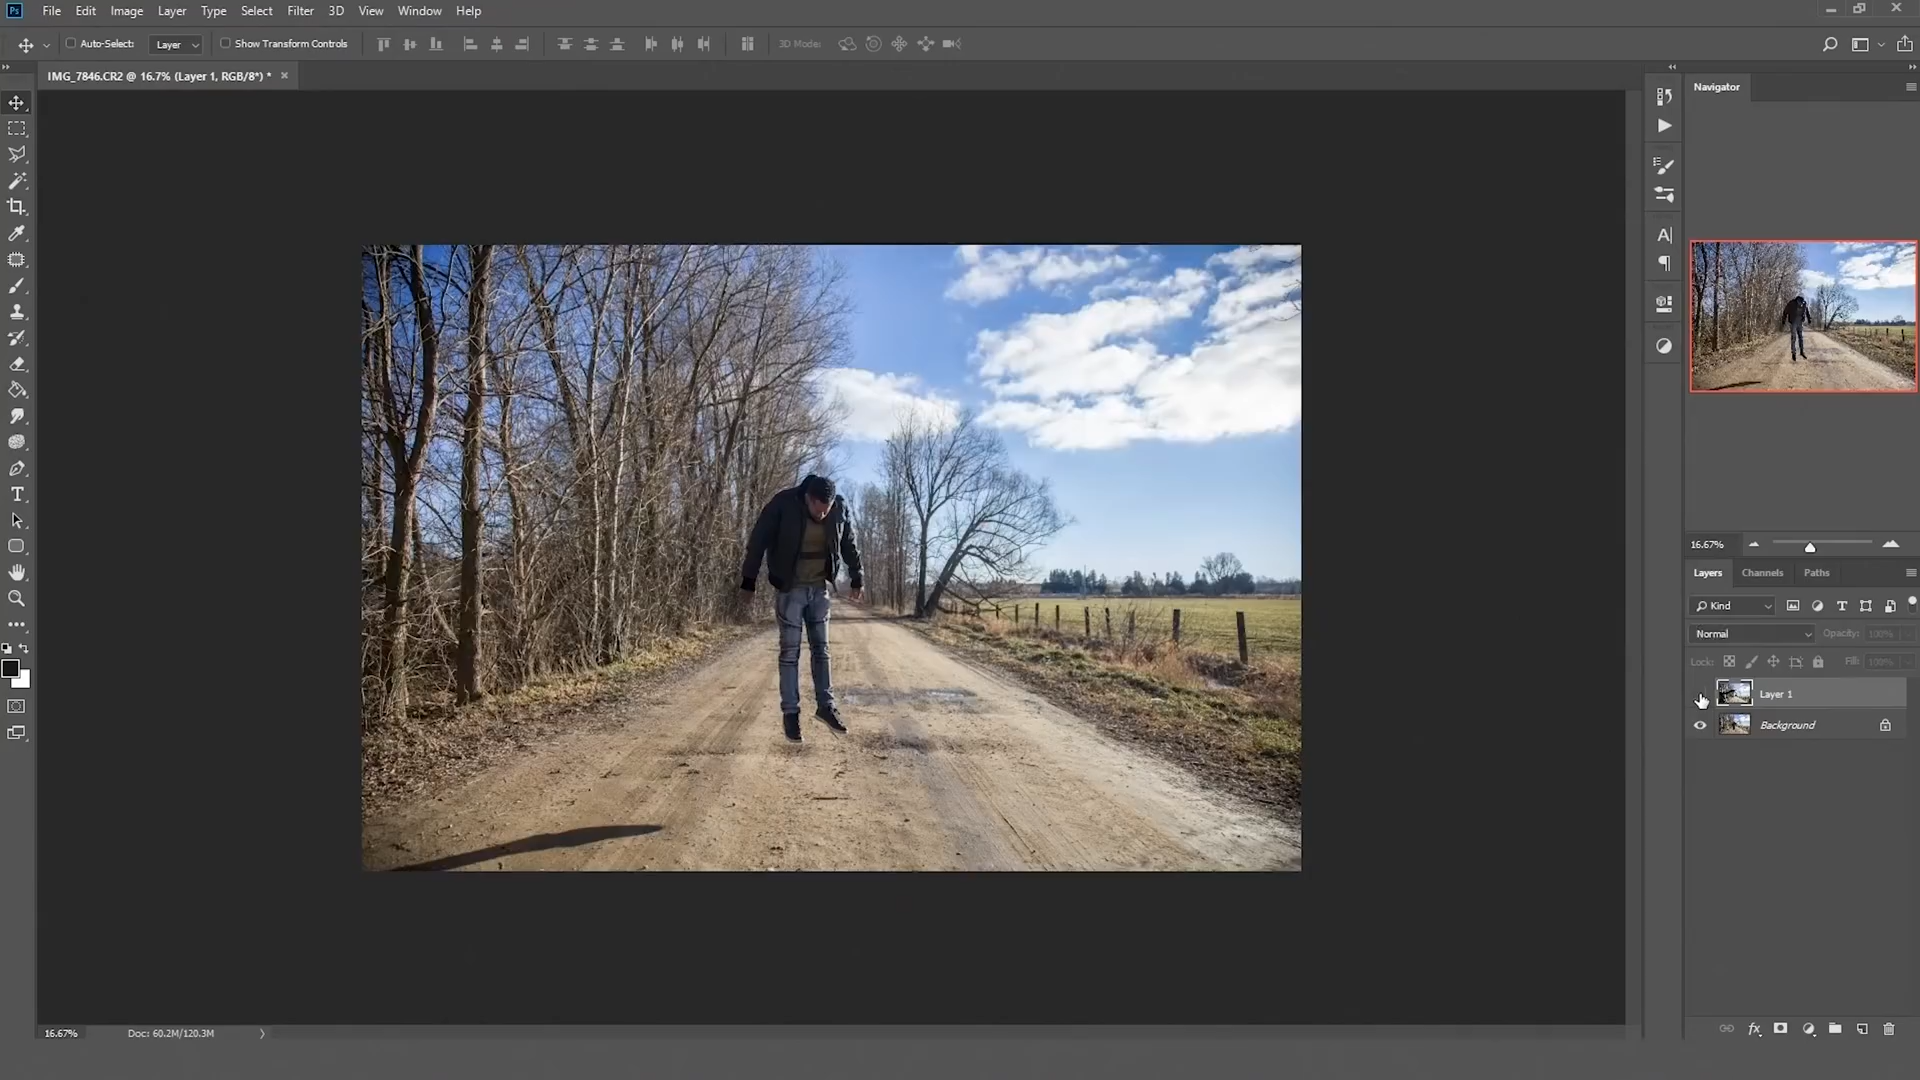 Ps File Edit Image Layer Type Select Filter 3D View Window Help
Auto-Select: Layer Show Transform Controls 3D Mode:
IMG_7846.CR2 @ 16.7% (Layer 1, RGB/8*) *
Navigator
16.67%
Layers Channels Paths
Kind
Normal Opacity: 100%
Lock: Fill: 100%
Layer 1
Background
16.67% Doc: 60.2M/120.3M